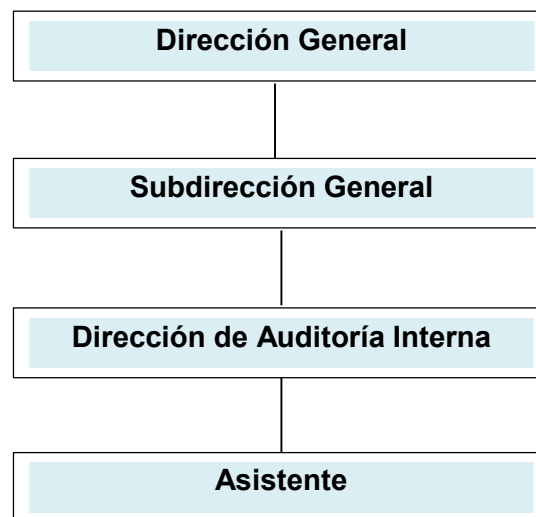 Dirección General
Subdirección General
Dirección de Auditoría Interna
Asistente